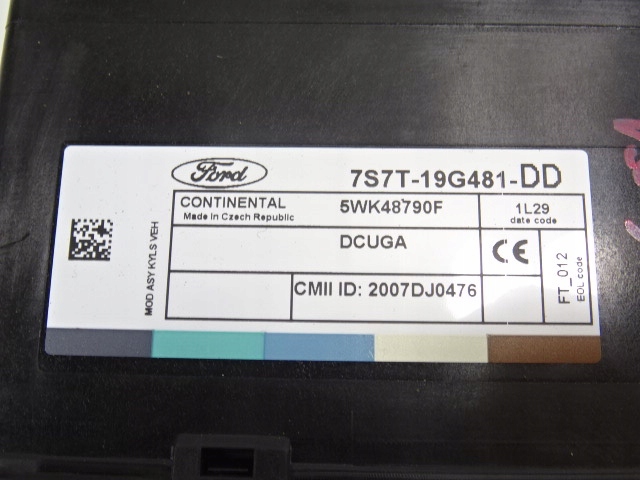 Ford
7S7T-19G481-DD
CONTINENTAL
Made in Czech Republic
5WK48790F
1L29
date code
MOD ASY KYLS VEH
DCUGA
CE
FT_012
EOL code
CMII ID: 2007DJ0476